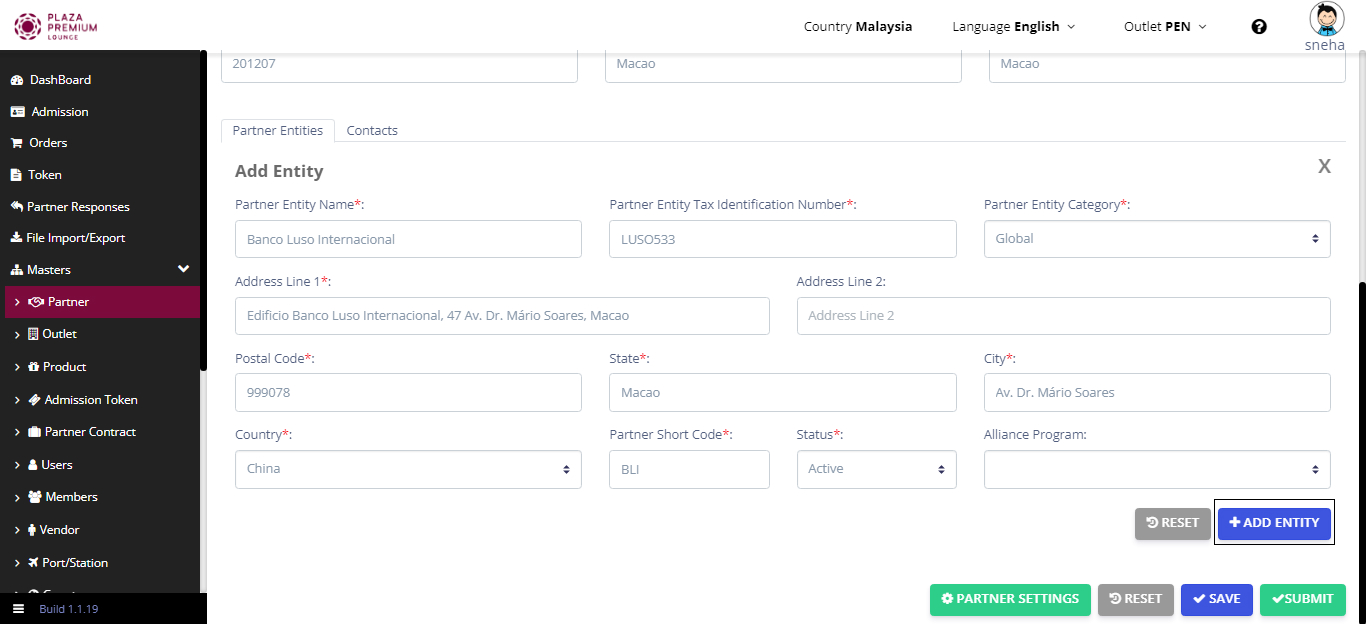 PLAZA
PREMIUM
LOUNGE
Country Malaysia
Language English
Outlet PEN
sneha
DashBoard
Admission
Orders
Token
Partner Responses
File Import/Export
Masters
Partner
Outlet
Product
Admission Token
Partner Contract
Users
Members
Vendor
Port/Station
Build 1.1.19
201207
Macao
Macao
Partner Entities
Contacts
Add Entity
X
Partner Entity Name*:
Partner Entity Tax Identification Number*:
Partner Entity Category*:
Banco Luso Internacional
LUSO533
Global
Address Line 1*:
Address Line 2:
Edificio Banco Luso Internacional, 47 Av. Dr. Mário Soares, Macao
Address Line 2
Postal Code*:
State*:
City*:
999078
Macao
Av. Dr. Mário Soares
Country*:
Partner Short Code*:
Status*:
Alliance Program:
China
BLI
Active
RESET
+ ADD ENTITY
PARTNER SETTINGS
RESET
SAVE
SUBMIT